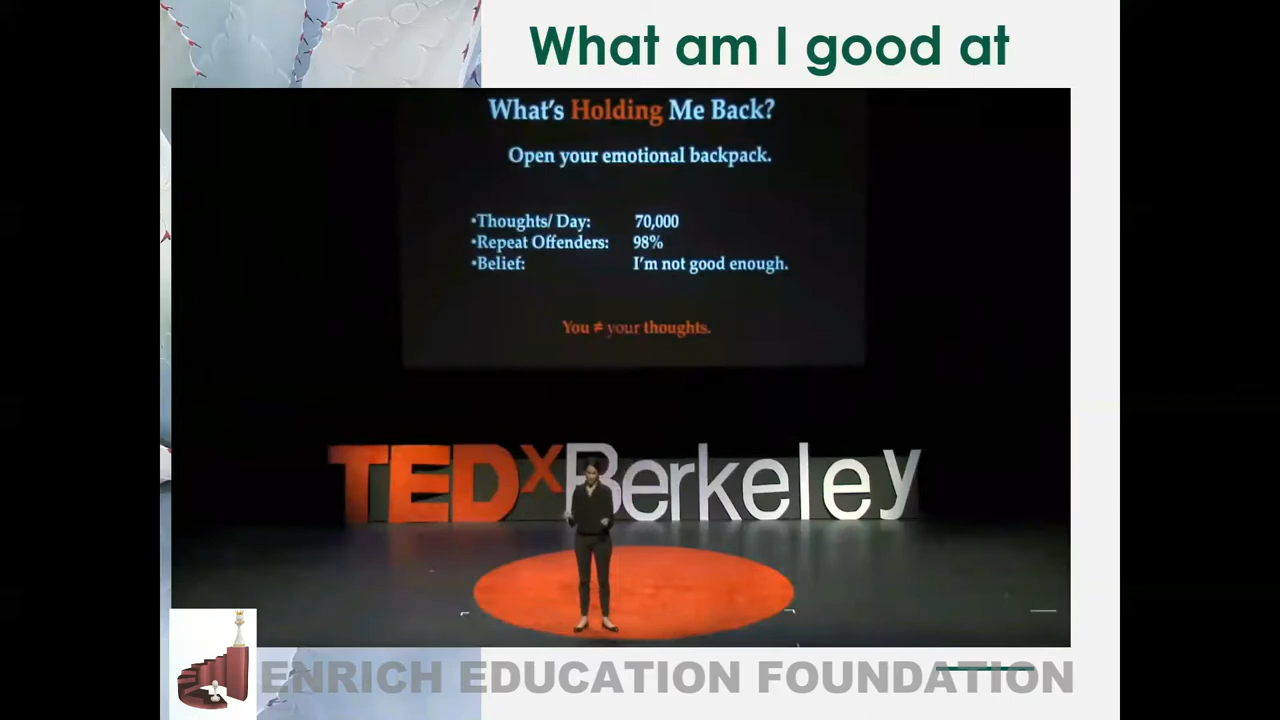 What am I good at
What's Holding Me Back?
Open your emotional backpack.
•Thoughts/ Day: 70,000
•Repeat Offenders: 98%
•Belief: I'm not good enough.
You ≠ your thoughts.
TEDxBerkeley
ENRICH EDUCATION FOUNDATION